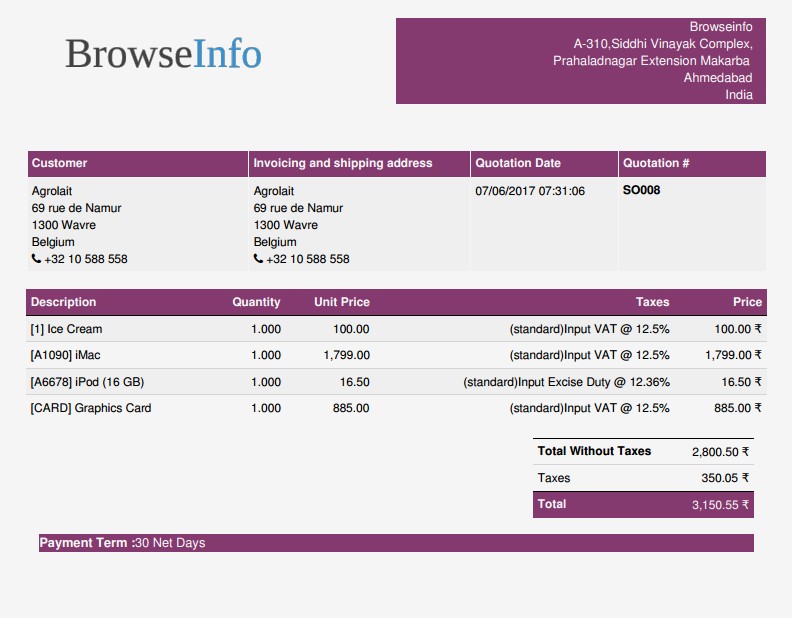 BrowseInfo
Browseinfo
A-310,Siddhi Vinayak Complex,
Prahaladnagar Extension Makarba
Ahmedabad
India
Customer Invoicing and shipping address Quotation Date Quotation #
Agrolait Agrolait 07/06/2017 07:31:06 SO008
69 rue de Namur 69 rue de Namur
1300 Wavre 1300 Wavre
Belgium Belgium
+32 10 588 558 +32 10 588 558
Description Quantity Unit Price Taxes Price
[1] Ice Cream 1.000 100.00 (standard)Input VAT @ 12.5% 100.00 ₹
[A1090] iMac 1.000 1,799.00 (standard)Input VAT @ 12.5% 1,799.00 ₹
[A6678] iPod (16 GB) 1.000 16.50 (standard)Input Excise Duty @ 12.36% 16.50 ₹
[CARD] Graphics Card 1.000 885.00 (standard)Input VAT @ 12.5% 885.00 ₹
Total Without Taxes 2,800.50 ₹
Taxes 350.05 ₹
Total 3,150.55 ₹
Payment Term :30 Net Days